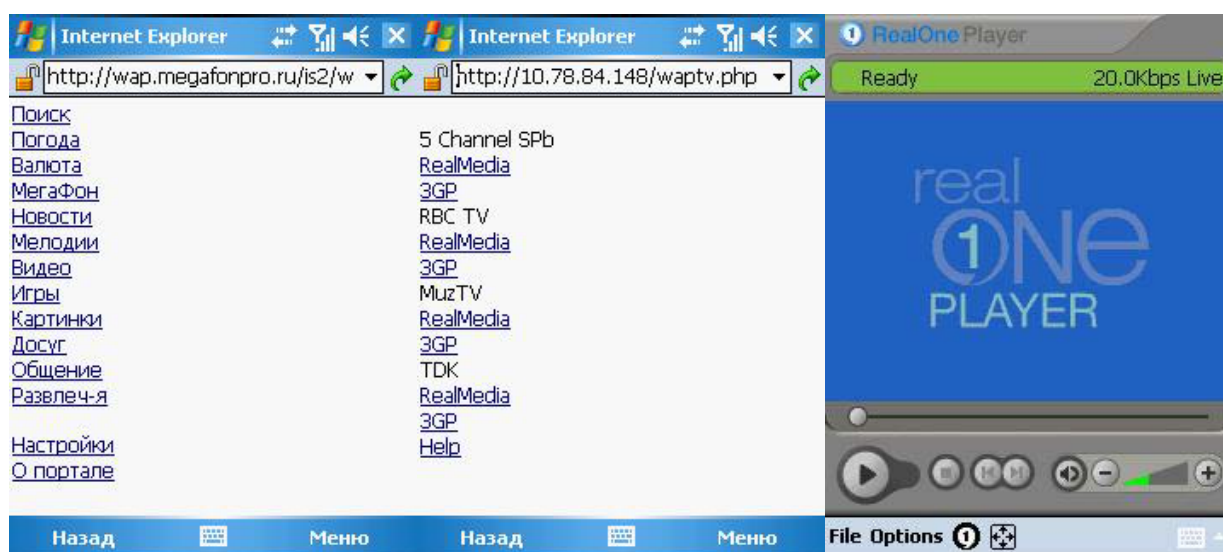 Internet Explorer
http://wap.megafonpro.ru/is2/w
Поиск
Погода
Валюта
МегаФон
Новости
Мелодии
Видео
Игры
Картинки
Досуг
Общение
Развлеч-я
Настройки
О портале
Назад
Меню
Internet Explorer
http://10.78.84.148/waptv.php
5 Channel SPb
RealMedia
3GP
RBC TV
RealMedia
3GP
MuzTV
RealMedia
3GP
TDK
RealMedia
3GP
Help
Назад
Меню
RealOne Player
Ready 20.0Kbps Live
real
ONE
PLAYER
File Options